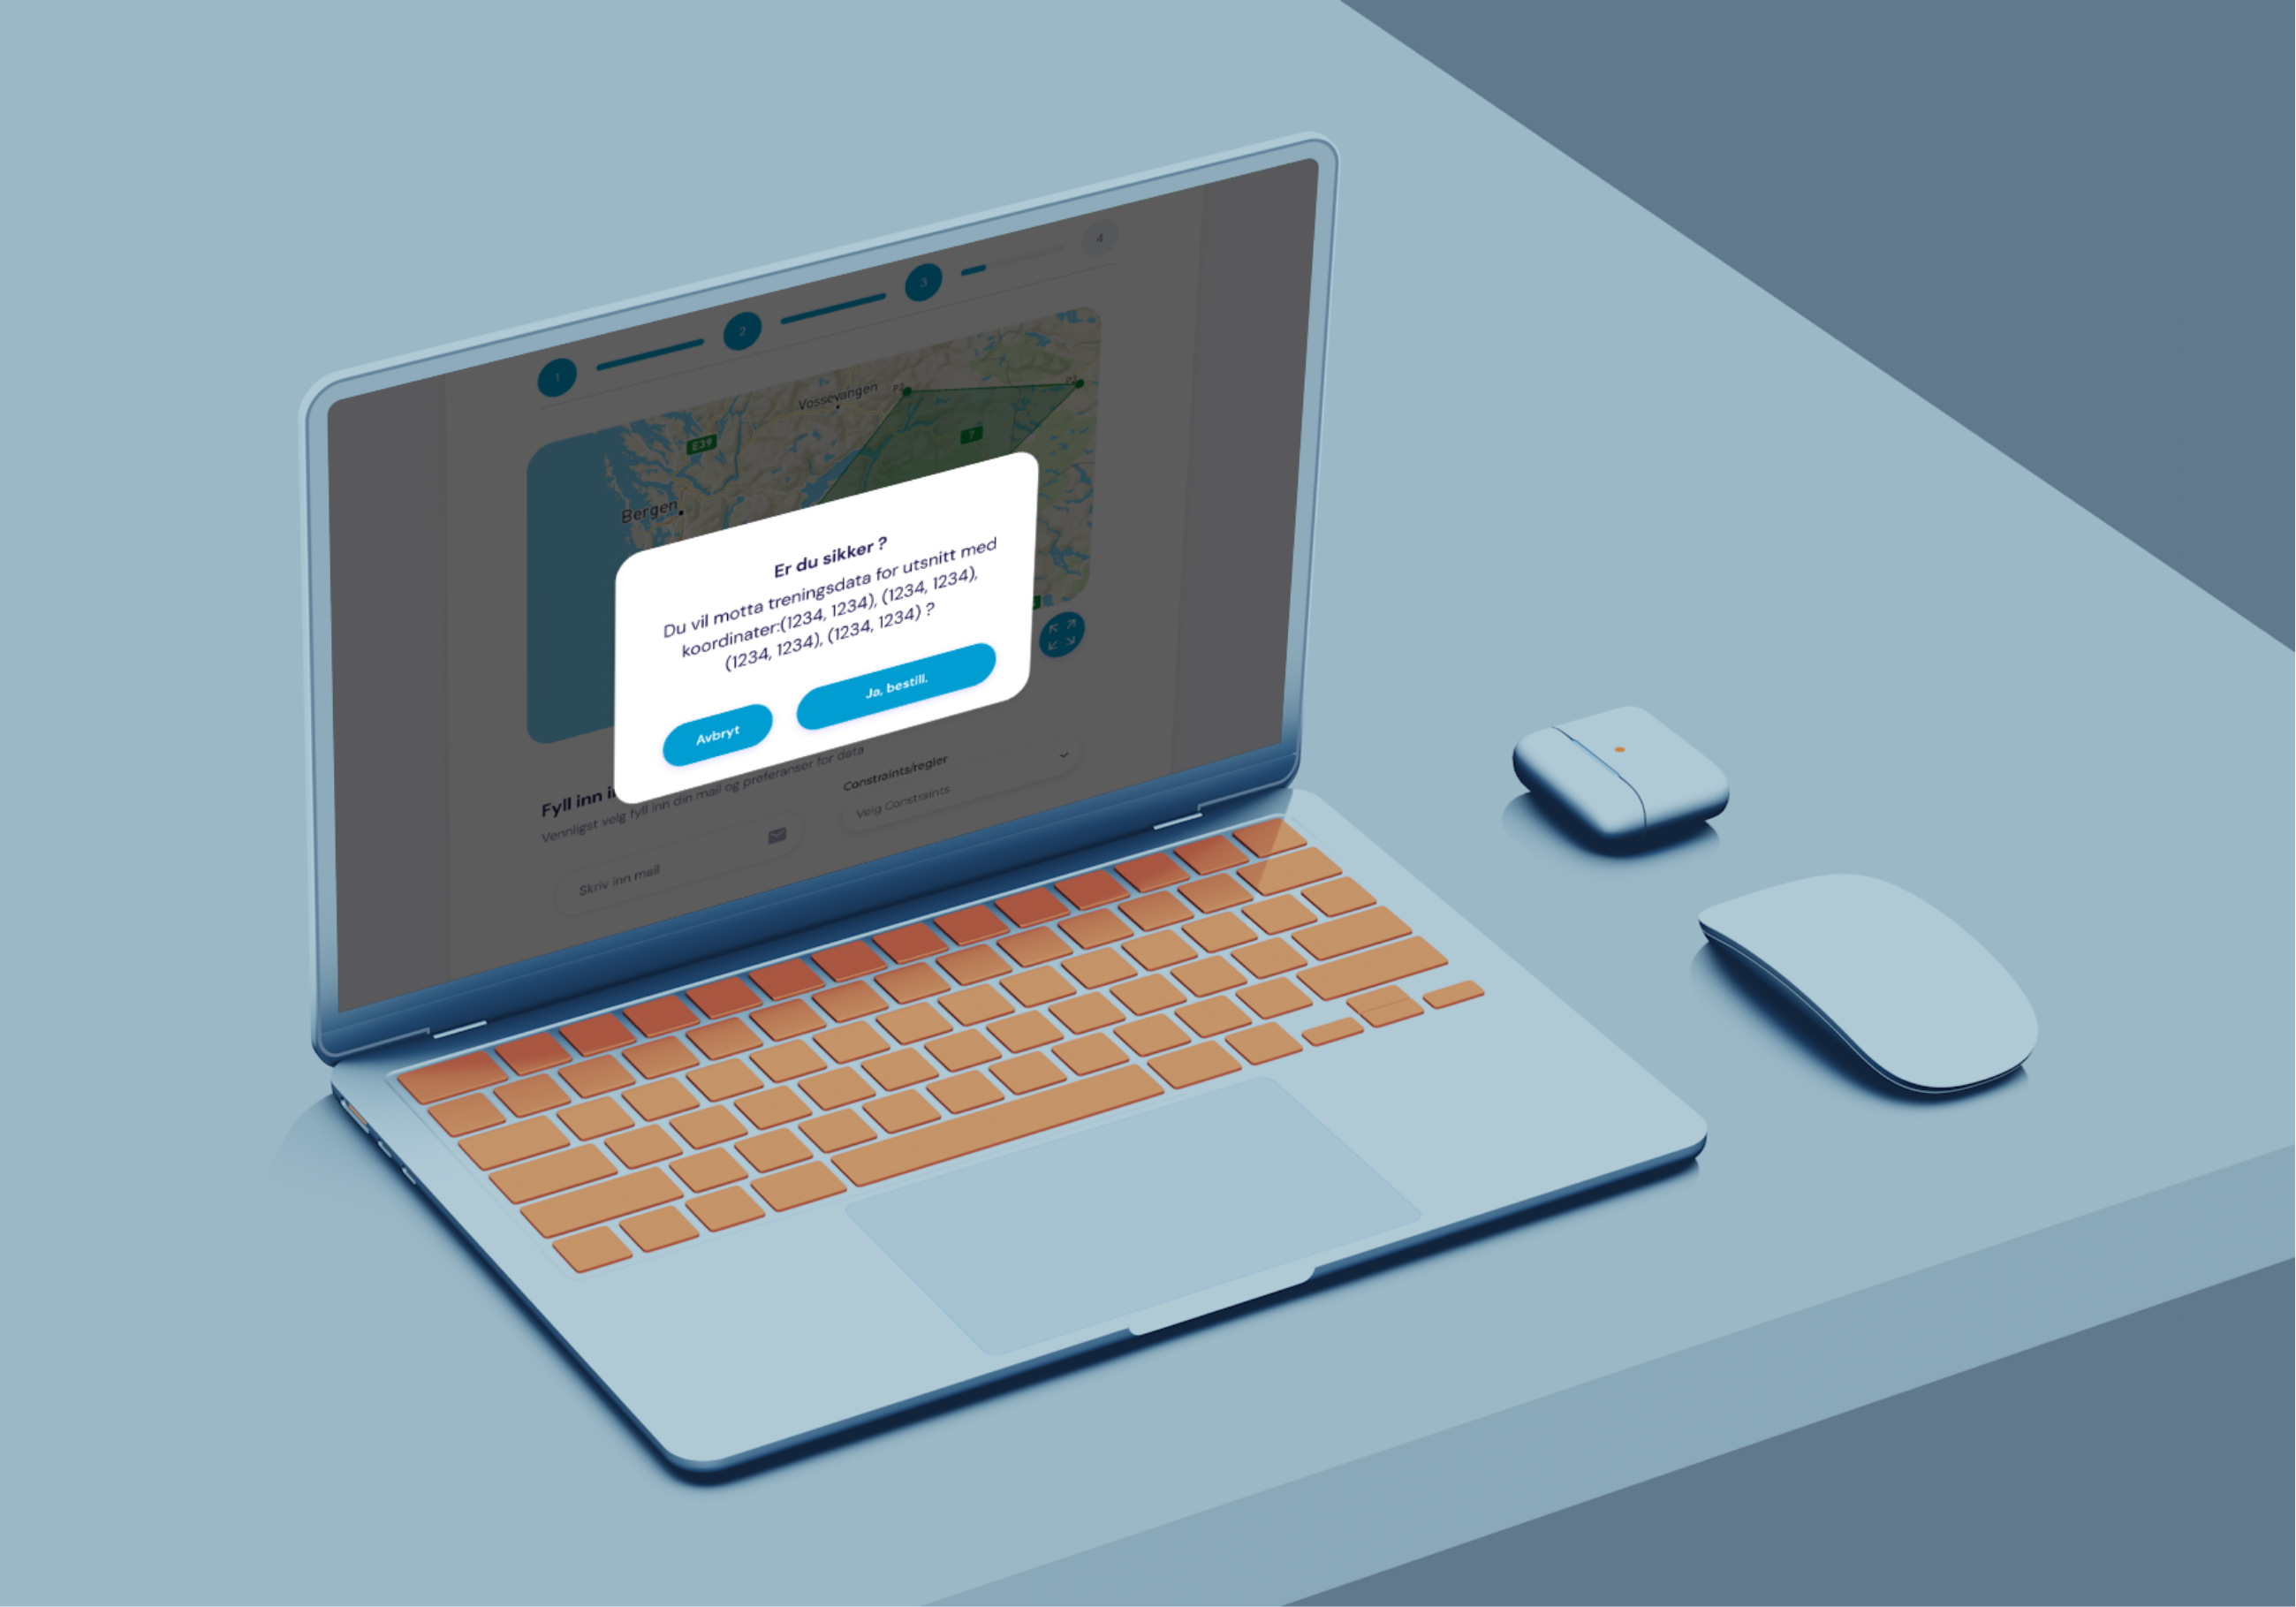 1
2
3
4
Vossevangen
P2
E39
7
Bergen
Er du sikker ?
Du vil motta treningsdata for utsnitt med
koordinater:(1234, 1234), (1234, 1234),
(1234, 1234), (1234, 1234) ?
Avbryt
Ja, bestill.
Fyll inn
Vennligst velg fyll inn din mail og preferanser for data
Skriv inn mail
Constraints/regler
Velg Constraints